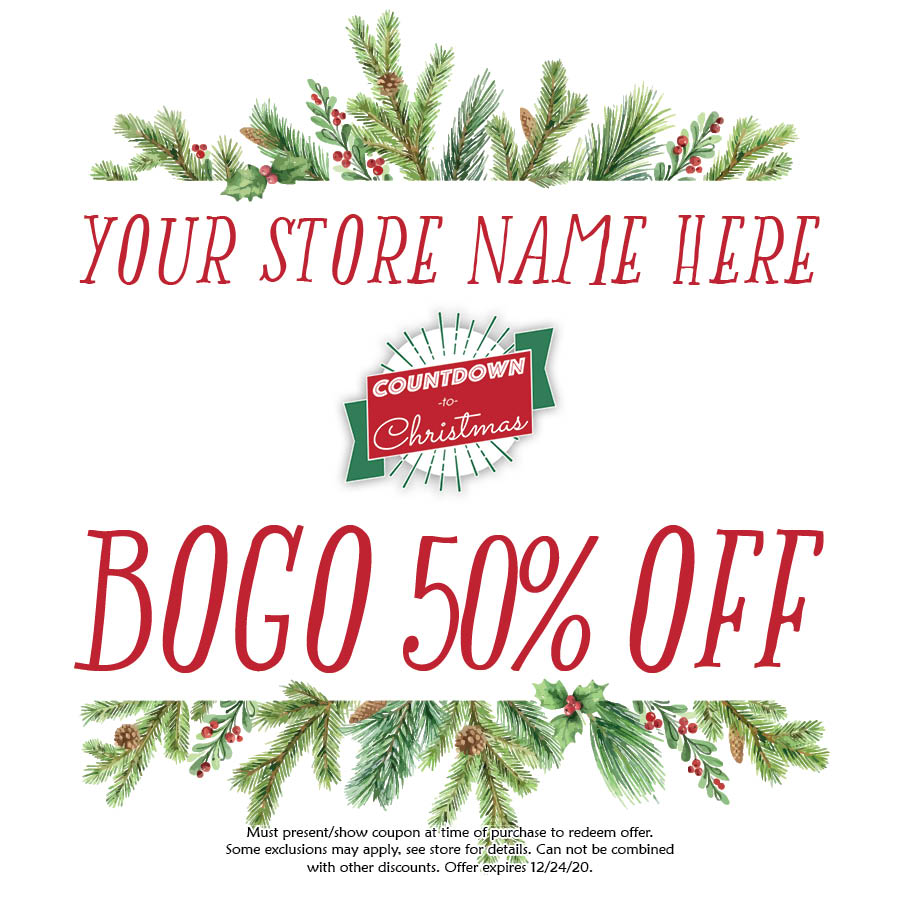 YOUR STORE NAME HERE
COUNTDOWN
-to-
Christmas
BOGO 50% OFF
Must present/show coupon at time of purchase to redeem offer.
Some exclusions may apply, see store for details. Can not be combined
with other discounts. Offer expires 12/24/20.